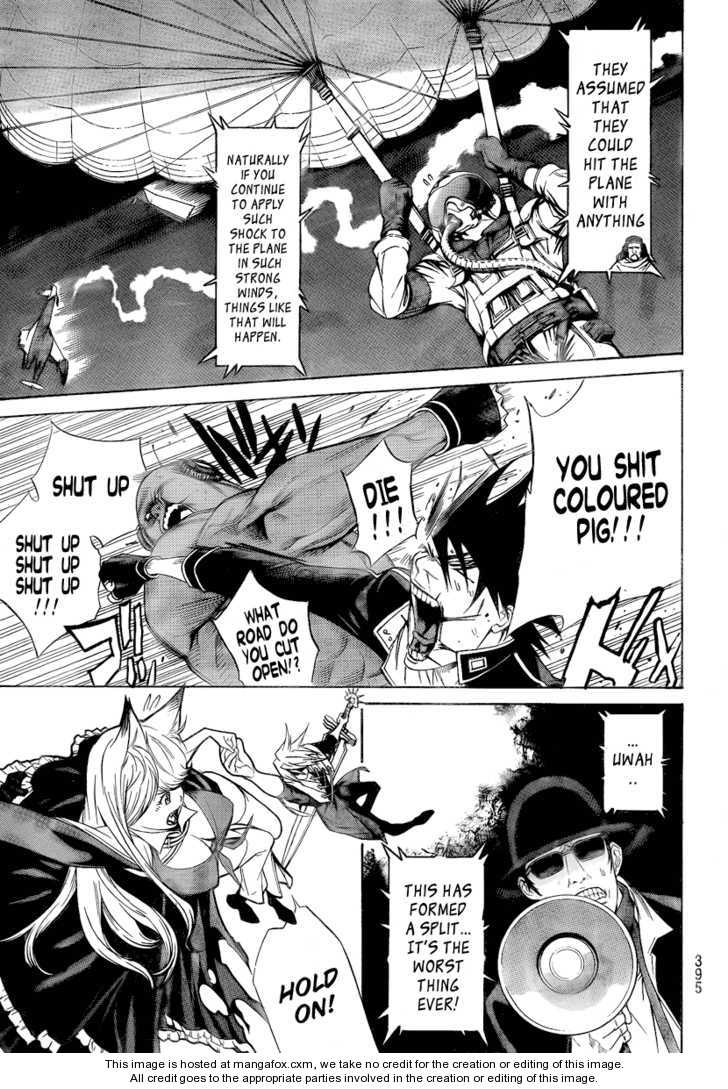 THEY
ASSUMED
THAT
THEY
COULD
HIT THE
PLANE
WITH
ANYTHING
NATURALLY
IF YOU
CONTINUE
TO APPLY
SUCH
SHOCK TO
THE PLANE
IN SUCH
STRONG
WINDS,
THINGS LIKE
THAT WILL
HAPPEN.
YOU SHIT
COLOURED
PIG!!!
DIE
!!!
WHAT
ROAD DO
YOU CUT
OPEN!?
SHUT UP
SHUT UP
SHUT UP
SHUT UP
!!!
...
UWAH
..
THIS HAS
FORMED
A SPLIT...
IT'S THE
WORST
THING
EVER!
HOLD
ON!
395
This image is hosted at mangafox.cxm, we take no credit for the creation or editing of this image.
All credit goes to the appropriate parties involved in the creation or editing of this image.